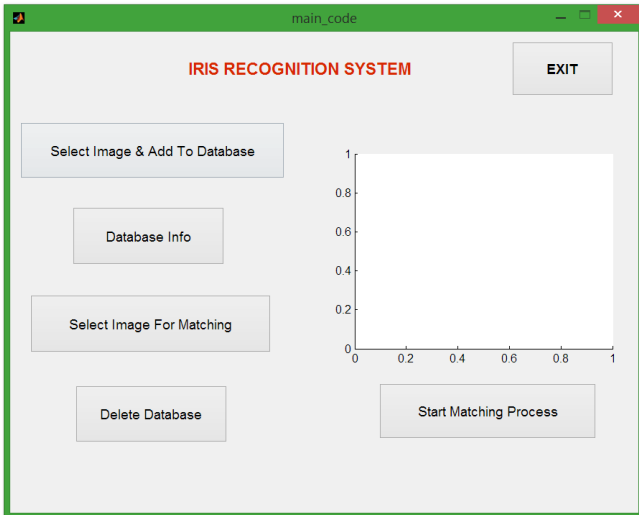 main_code
IRIS RECOGNITION SYSTEM
EXIT
Select Image & Add To Database
Database Info
Select Image For Matching
Delete Database
1
0.8
0.6
0.4
0.2
0
0 0.2 0.4 0.6 0.8 1
Start Matching Process